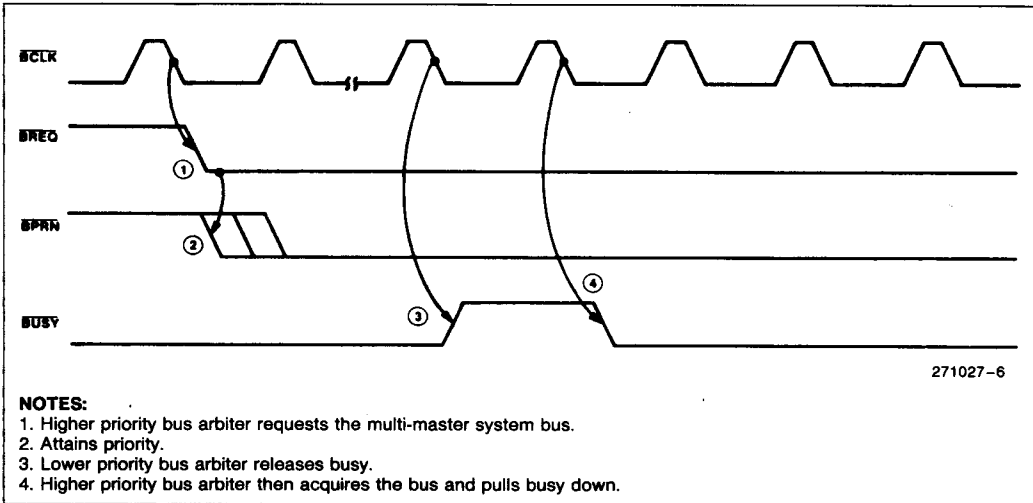 BCLK
BREQ
①
BPRN
②
④
③
BUSY
271027-6
NOTES:
1. Higher priority bus arbiter requests the multi-master system bus.
2. Attains priority.
3. Lower priority bus arbiter releases busy.
4. Higher priority bus arbiter then acquires the bus and pulls busy down.